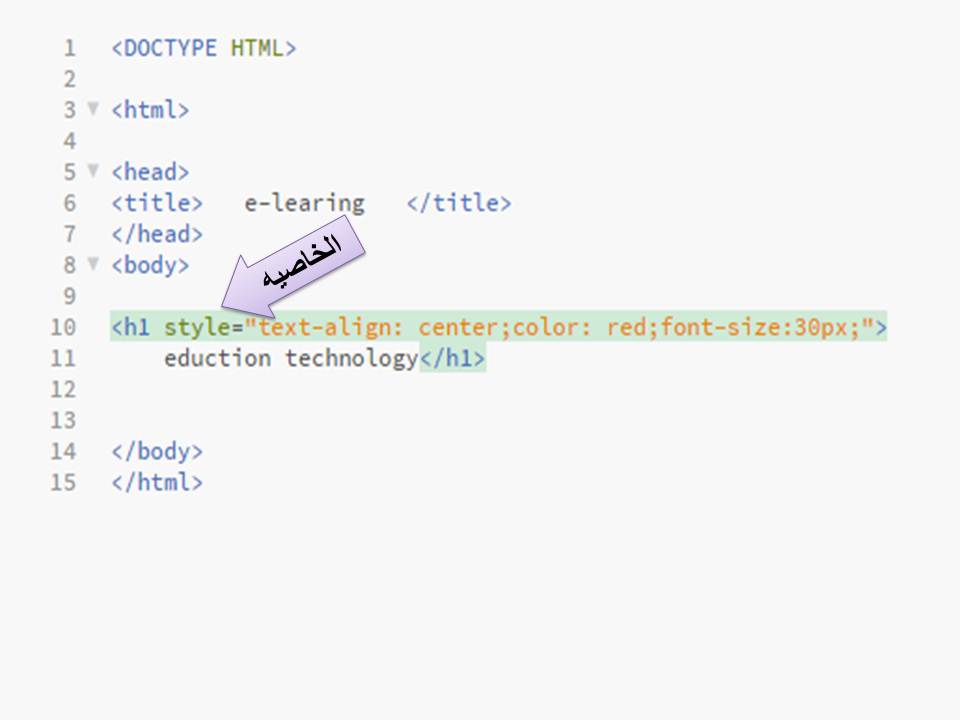 1 <DOCTYPE HTML>
2
3 <html>
4
5 <head>
6 <title> e-learing </title>
7 </head>
الخاصيه
8 <body>
9
10 <h1 style="text-align: center;color: red;font-size:30px;">
11 eduction technology</h1>
12
13
14 </body>
15 </html>